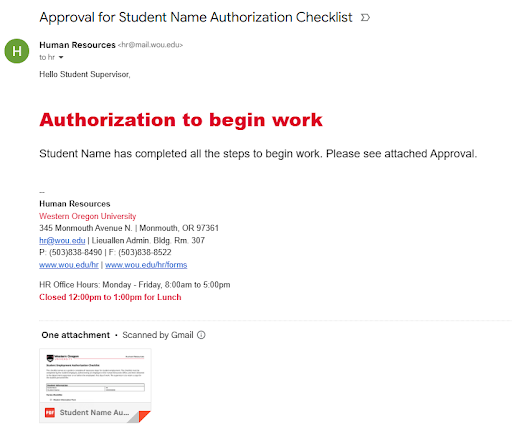 Approval for Student Name Authorization Checklist
H
Human Resources <hr@mail.wou.edu>
to hr
Hello Student Supervisor,
Authorization to begin work
Student Name has completed all the steps to begin work. Please see attached Approval.
--
Human Resources
Western Oregon University
345 Monmouth Avenue N. | Monmouth, OR 97361
hr@wou.edu | Lieuallen Admin. Bldg. Rm. 307
P: (503)838-8490 | F: (503)838-8522
www.wou.edu/hr | www.wou.edu/hr/forms
HR Office Hours: Monday - Friday, 8:00am to 5:00pm
Closed 12:00pm to 1:00pm for Lunch
One attachment • Scanned by Gmail
Western Oregon
Student Employment Authorization Checklist
PDF Student Name Au...